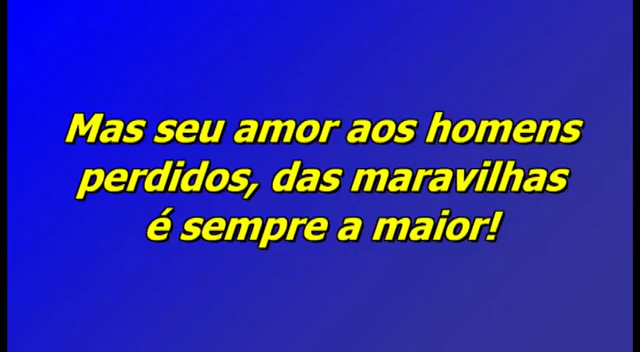 Mas seu amor aos homens
perdidos, das maravilhas
é sempre a maior!